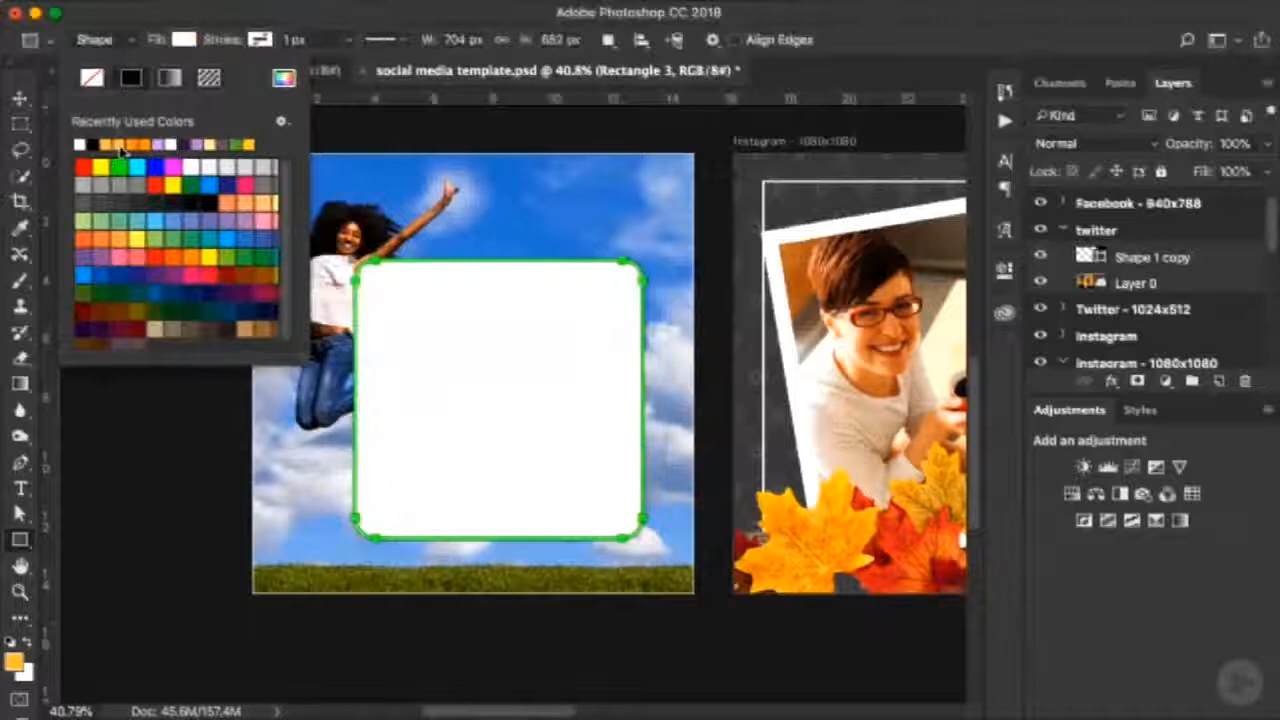 Adobe Photoshop CC 2018
Shape Fill: Stroke: 1 px W: 704 px H: 682 px Align Edges
social media template.psd @ 40.8% (Rectangle 3, RGB/8#) *
Recently Used Colors
Instagram - 1080x1080
Channels Paths Layers
Kind
Normal Opacity: 100%
Lock: Fill: 100%
Facebook - 940x788
twitter
Shape 1 copy
Layer 0
Twitter - 1024x512
Instagram
Instagram - 1080x1080
Adjustments Styles
Add an adjustment
40.79% Doc: 45.6M/157.4M